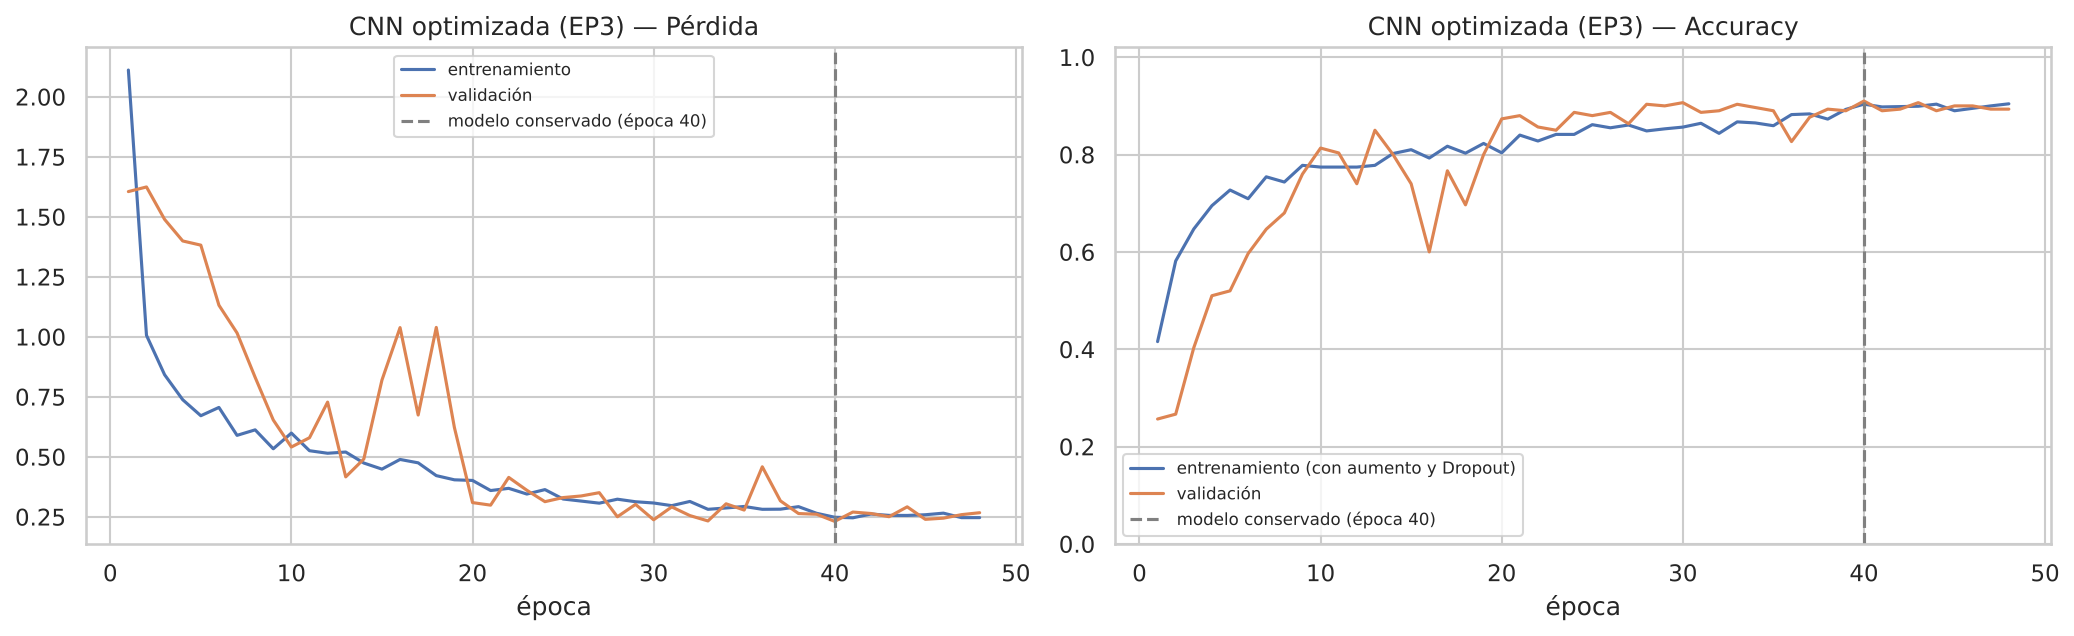 CNN optimizada (EP3) — Pérdida
entrenamiento
validación
modelo conservado (época 40)
2.00
1.75
1.50
1.25
1.00
0.75
0.50
0.25
0 10 20 30 40 50
época
CNN optimizada (EP3) — Accuracy
1.0
0.8
0.6
0.4
0.2
0.0
entrenamiento (con aumento y Dropout)
validación
modelo conservado (época 40)
0 10 20 30 40 50
época